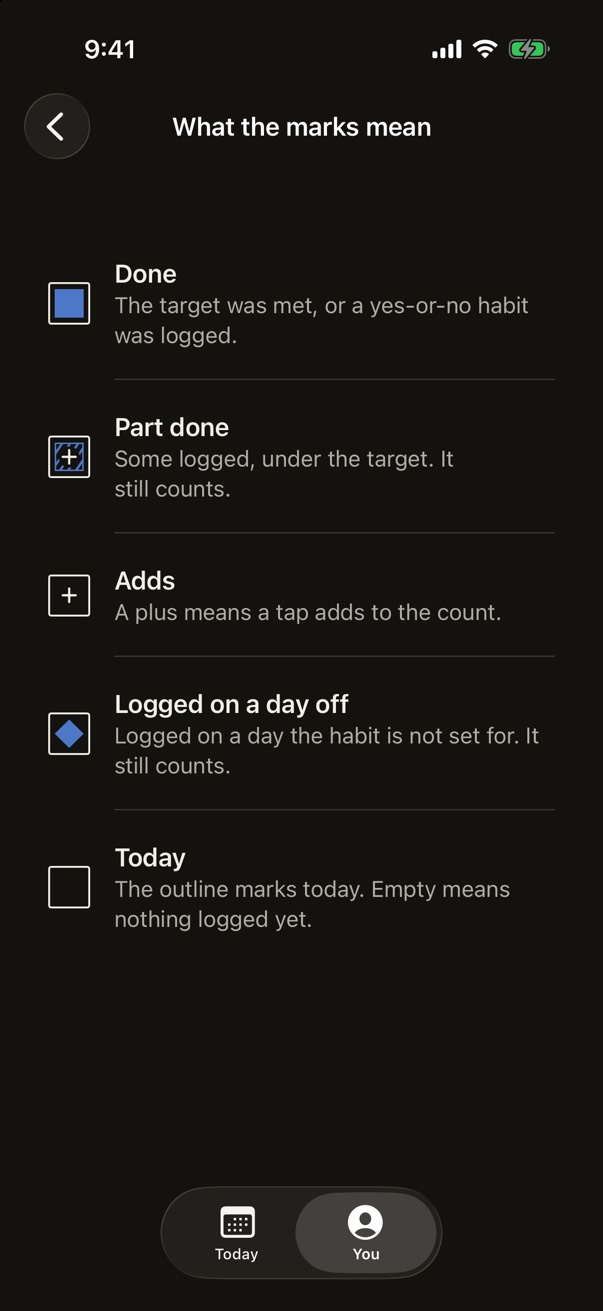 9:41
What the marks mean
Done
The target was met, or a yes-or-no habit
was logged.
Part done
Some logged, under the target. It
still counts.
Adds
A plus means a tap adds to the count.
Logged on a day off
Logged on a day the habit is not set for. It
still counts.
Today
The outline marks today. Empty means
nothing logged yet.
Today
You